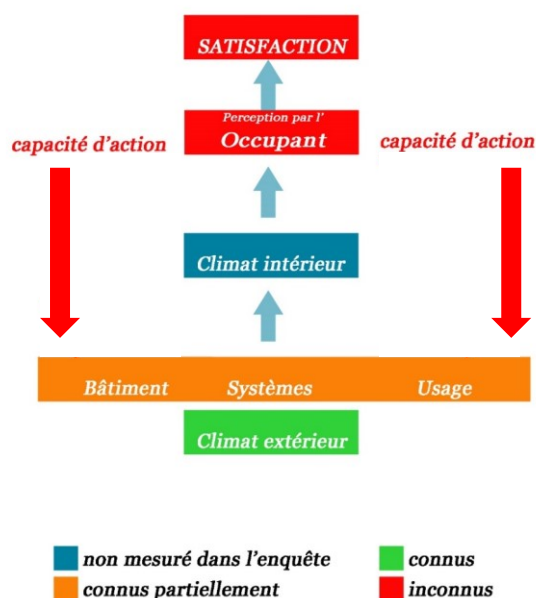 SATISFACTION
Perception par l'
Occupant
capacité d'action
capacité d'action
Climat intérieur
Bâtiment Systèmes Usage
Climat extérieur
non mesuré dans l'enquête connus
connus partiellement inconnus